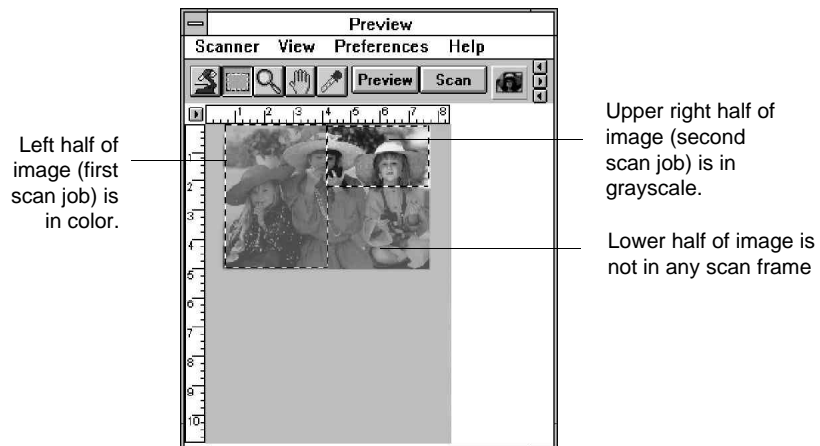 Preview
Scanner View Preferences Help
Preview Scan
1 2 3 4 5 6 7 8
1
2
3
4
5
6
7
8
9
10
Left half of
image (first
scan job) is
in color.
Upper right half of
image (second
scan job) is in
grayscale.
Lower half of image is
not in any scan frame